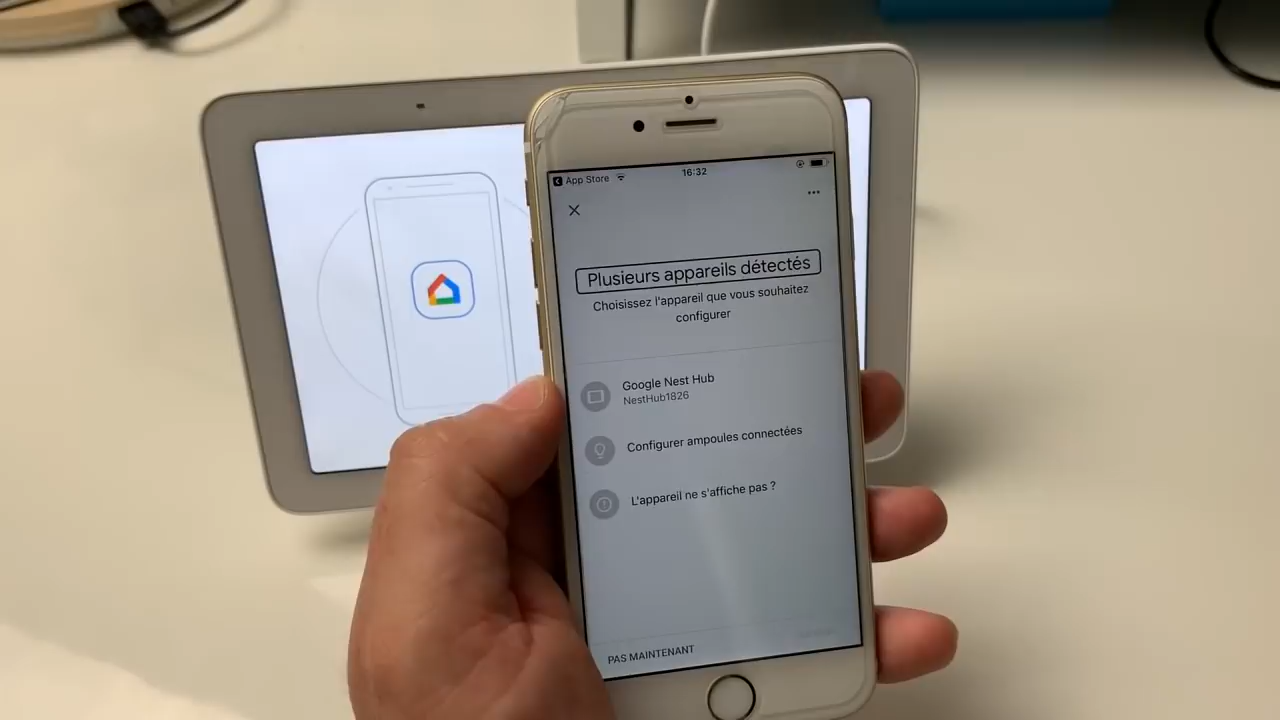 App Store
16:32
Plusieurs appareils détectés
Choisissez l'appareil que vous souhaitez
configurer
Google Nest Hub
NestHub1826
Configurer ampoules connectées
L'appareil ne s'affiche pas ?
PAS MAINTENANT